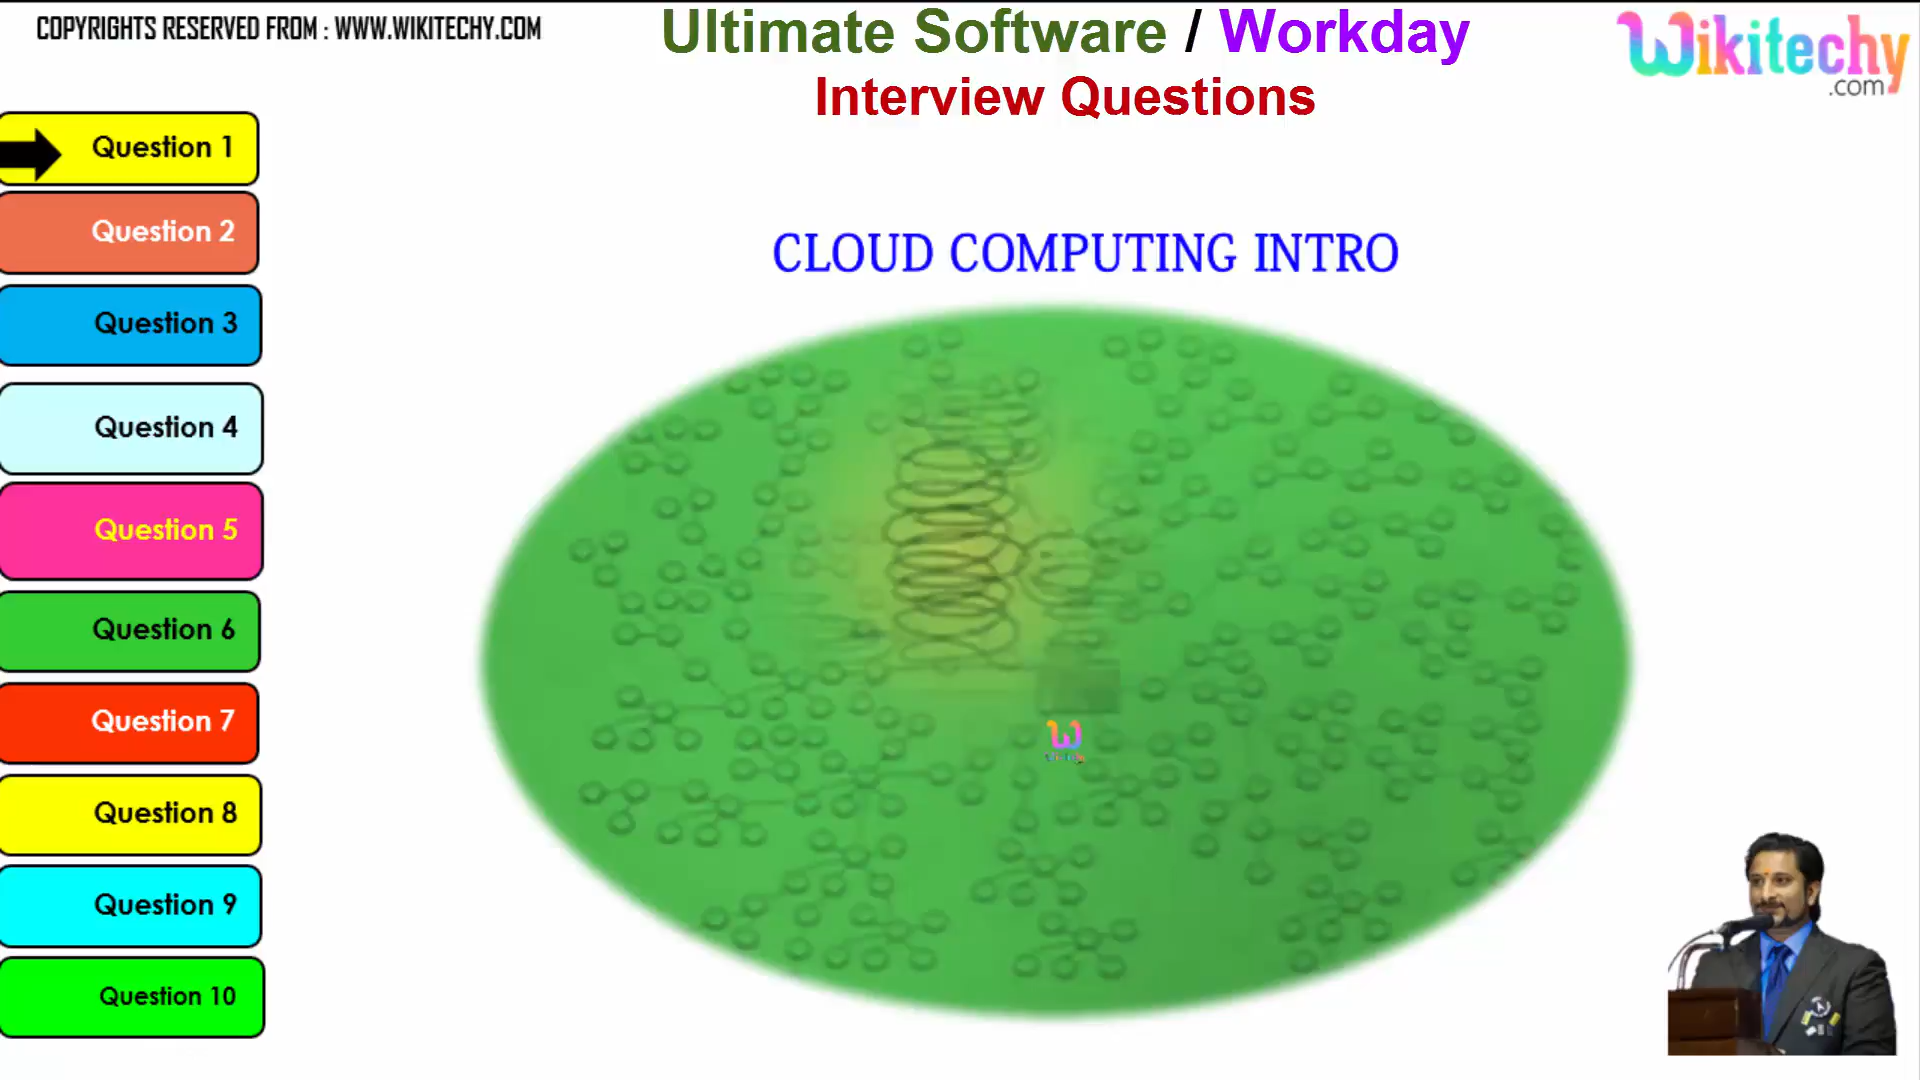 COPYRIGHTS RESERVED FROM : WWW.WIKITECHY.COM
Ultimate Software / Workday
Interview Questions
Wikitechy
.com
Question 1
Question 2
Question 3
Question 4
Question 5
Question 6
Question 7
Question 8
Question 9
Question 10
CLOUD COMPUTING INTRO
W